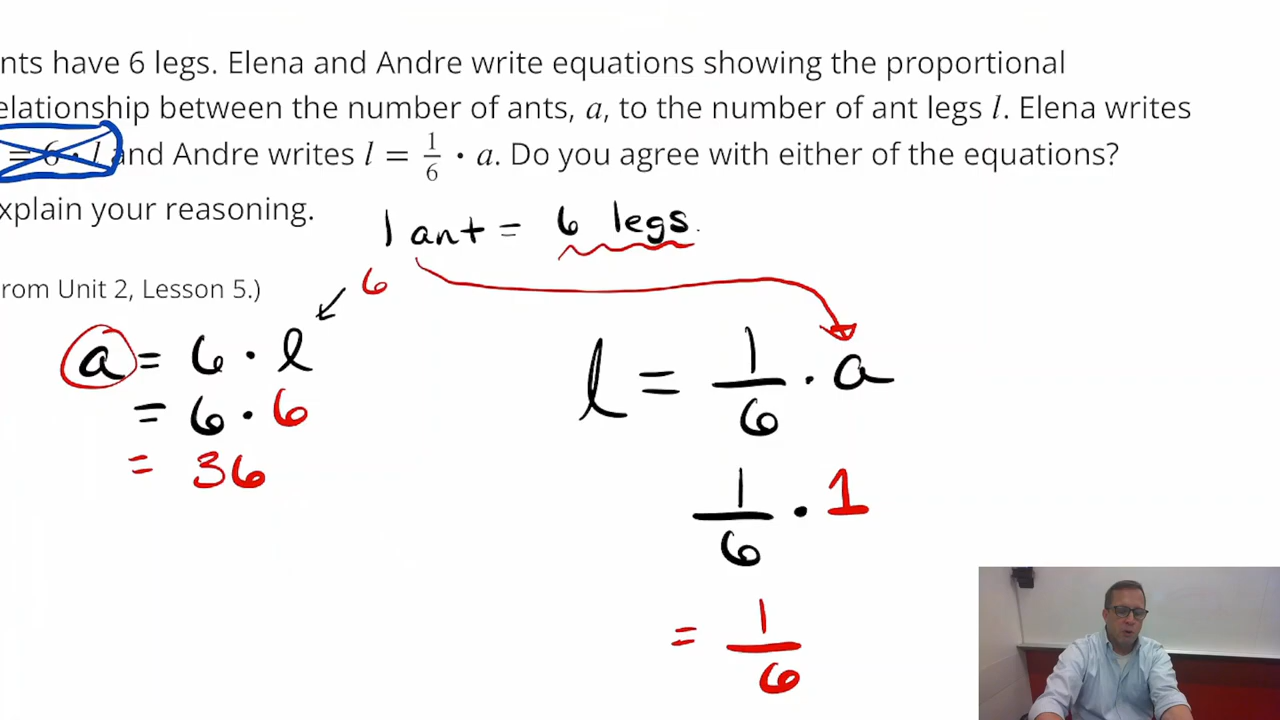 nts have 6 legs. Elena and Andre write equations showing the proportional
elationship between the number of ants, a, to the number of ant legs l. Elena writes
= 6 · l and Andre writes l = 1/6 · a. Do you agree with either of the equations?
xplain your reasoning.
1 ant = 6 legs.
rom Unit 2, Lesson 5.)
6
a = 6 · l
= 6 · 6
= 36
l = 1/6 · a
1/6 · 1
= 1/6